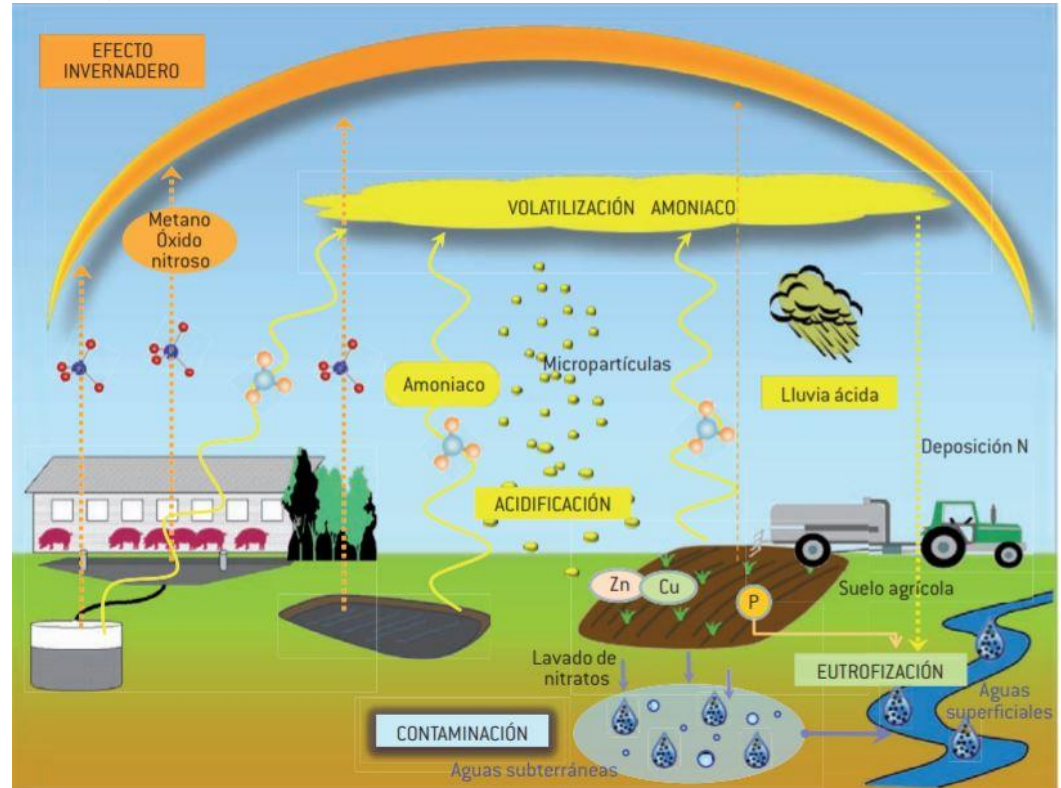 EFECTO
INVERNADERO
Metano
Óxido
nitroso
VOLATILIZACIÓN AMONIACO
Micropartículas
Amoniaco
Lluvia ácida
Deposición N
ACIDIFICACIÓN
Zn
Cu
P
Suelo agrícola
Lavado de
nitratos
EUTROFIZACIÓN
Aguas
superficiales
CONTAMINACIÓN
Aguas subterráneas